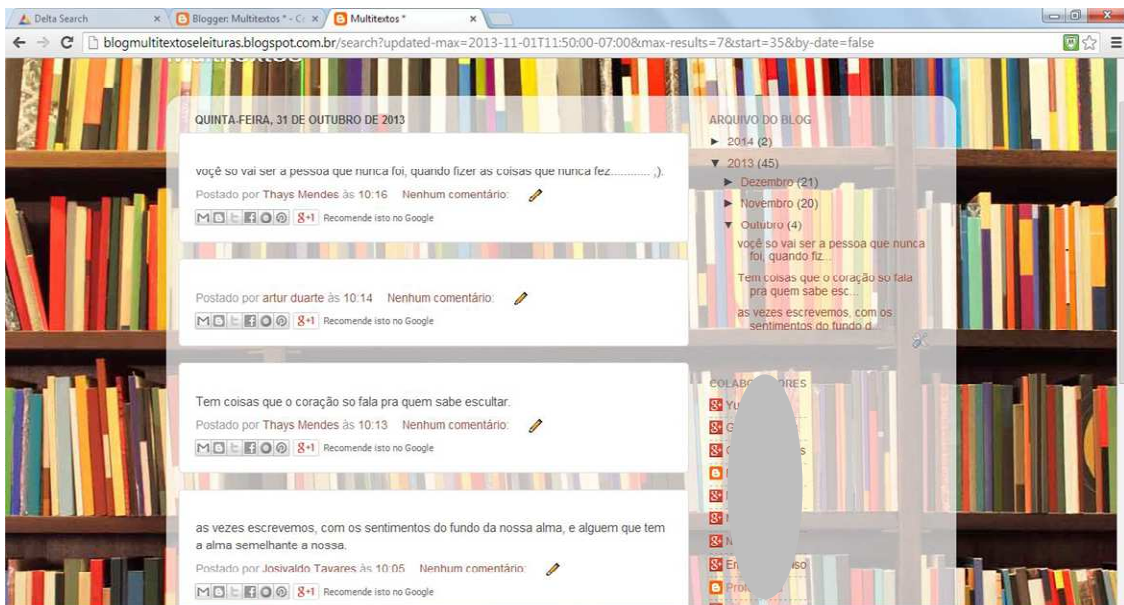 Delta Search
Blogger: Multitextos * - Cr
Multitextos *
blogmultitextoseleituras.blogspot.com.br/search?updated-max=2013-11-01T11:50:00-07:00&max-results=7&start=35&by-date=false
Multitextos
QUINTA-FEIRA, 31 DE OUTUBRO DE 2013
voçê so vai ser a pessoa que nunca foi, quando fizer as coisas que nunca fez............ ;).
Postado por Thays Mendes às 10:16 Nenhum comentário:
g+1 Recomende isto no Google
Postado por artur duarte às 10:14 Nenhum comentário:
g+1 Recomende isto no Google
Tem coisas que o coração so fala pra quem sabe escultar.
Postado por Thays Mendes às 10:13 Nenhum comentário:
g+1 Recomende isto no Google
as vezes escrevemos, com os sentimentos do fundo da nossa alma, e alguem que tem
a alma semelhante a nossa.
Postado por Josivaldo Tavares às 10:05 Nenhum comentário:
g+1 Recomende isto no Google
ARQUIVO DO BLOG
► 2014 (2)
▼ 2013 (45)
► Dezembro (21)
► Novembro (20)
▼ Outubro (4)
voçê so vai ser a pessoa que nunca
foi, quando fiz...
Tem coisas que o coração so fala
pra quem sabe esc...
as vezes escrevemos, com os
sentimentos do fundo d...